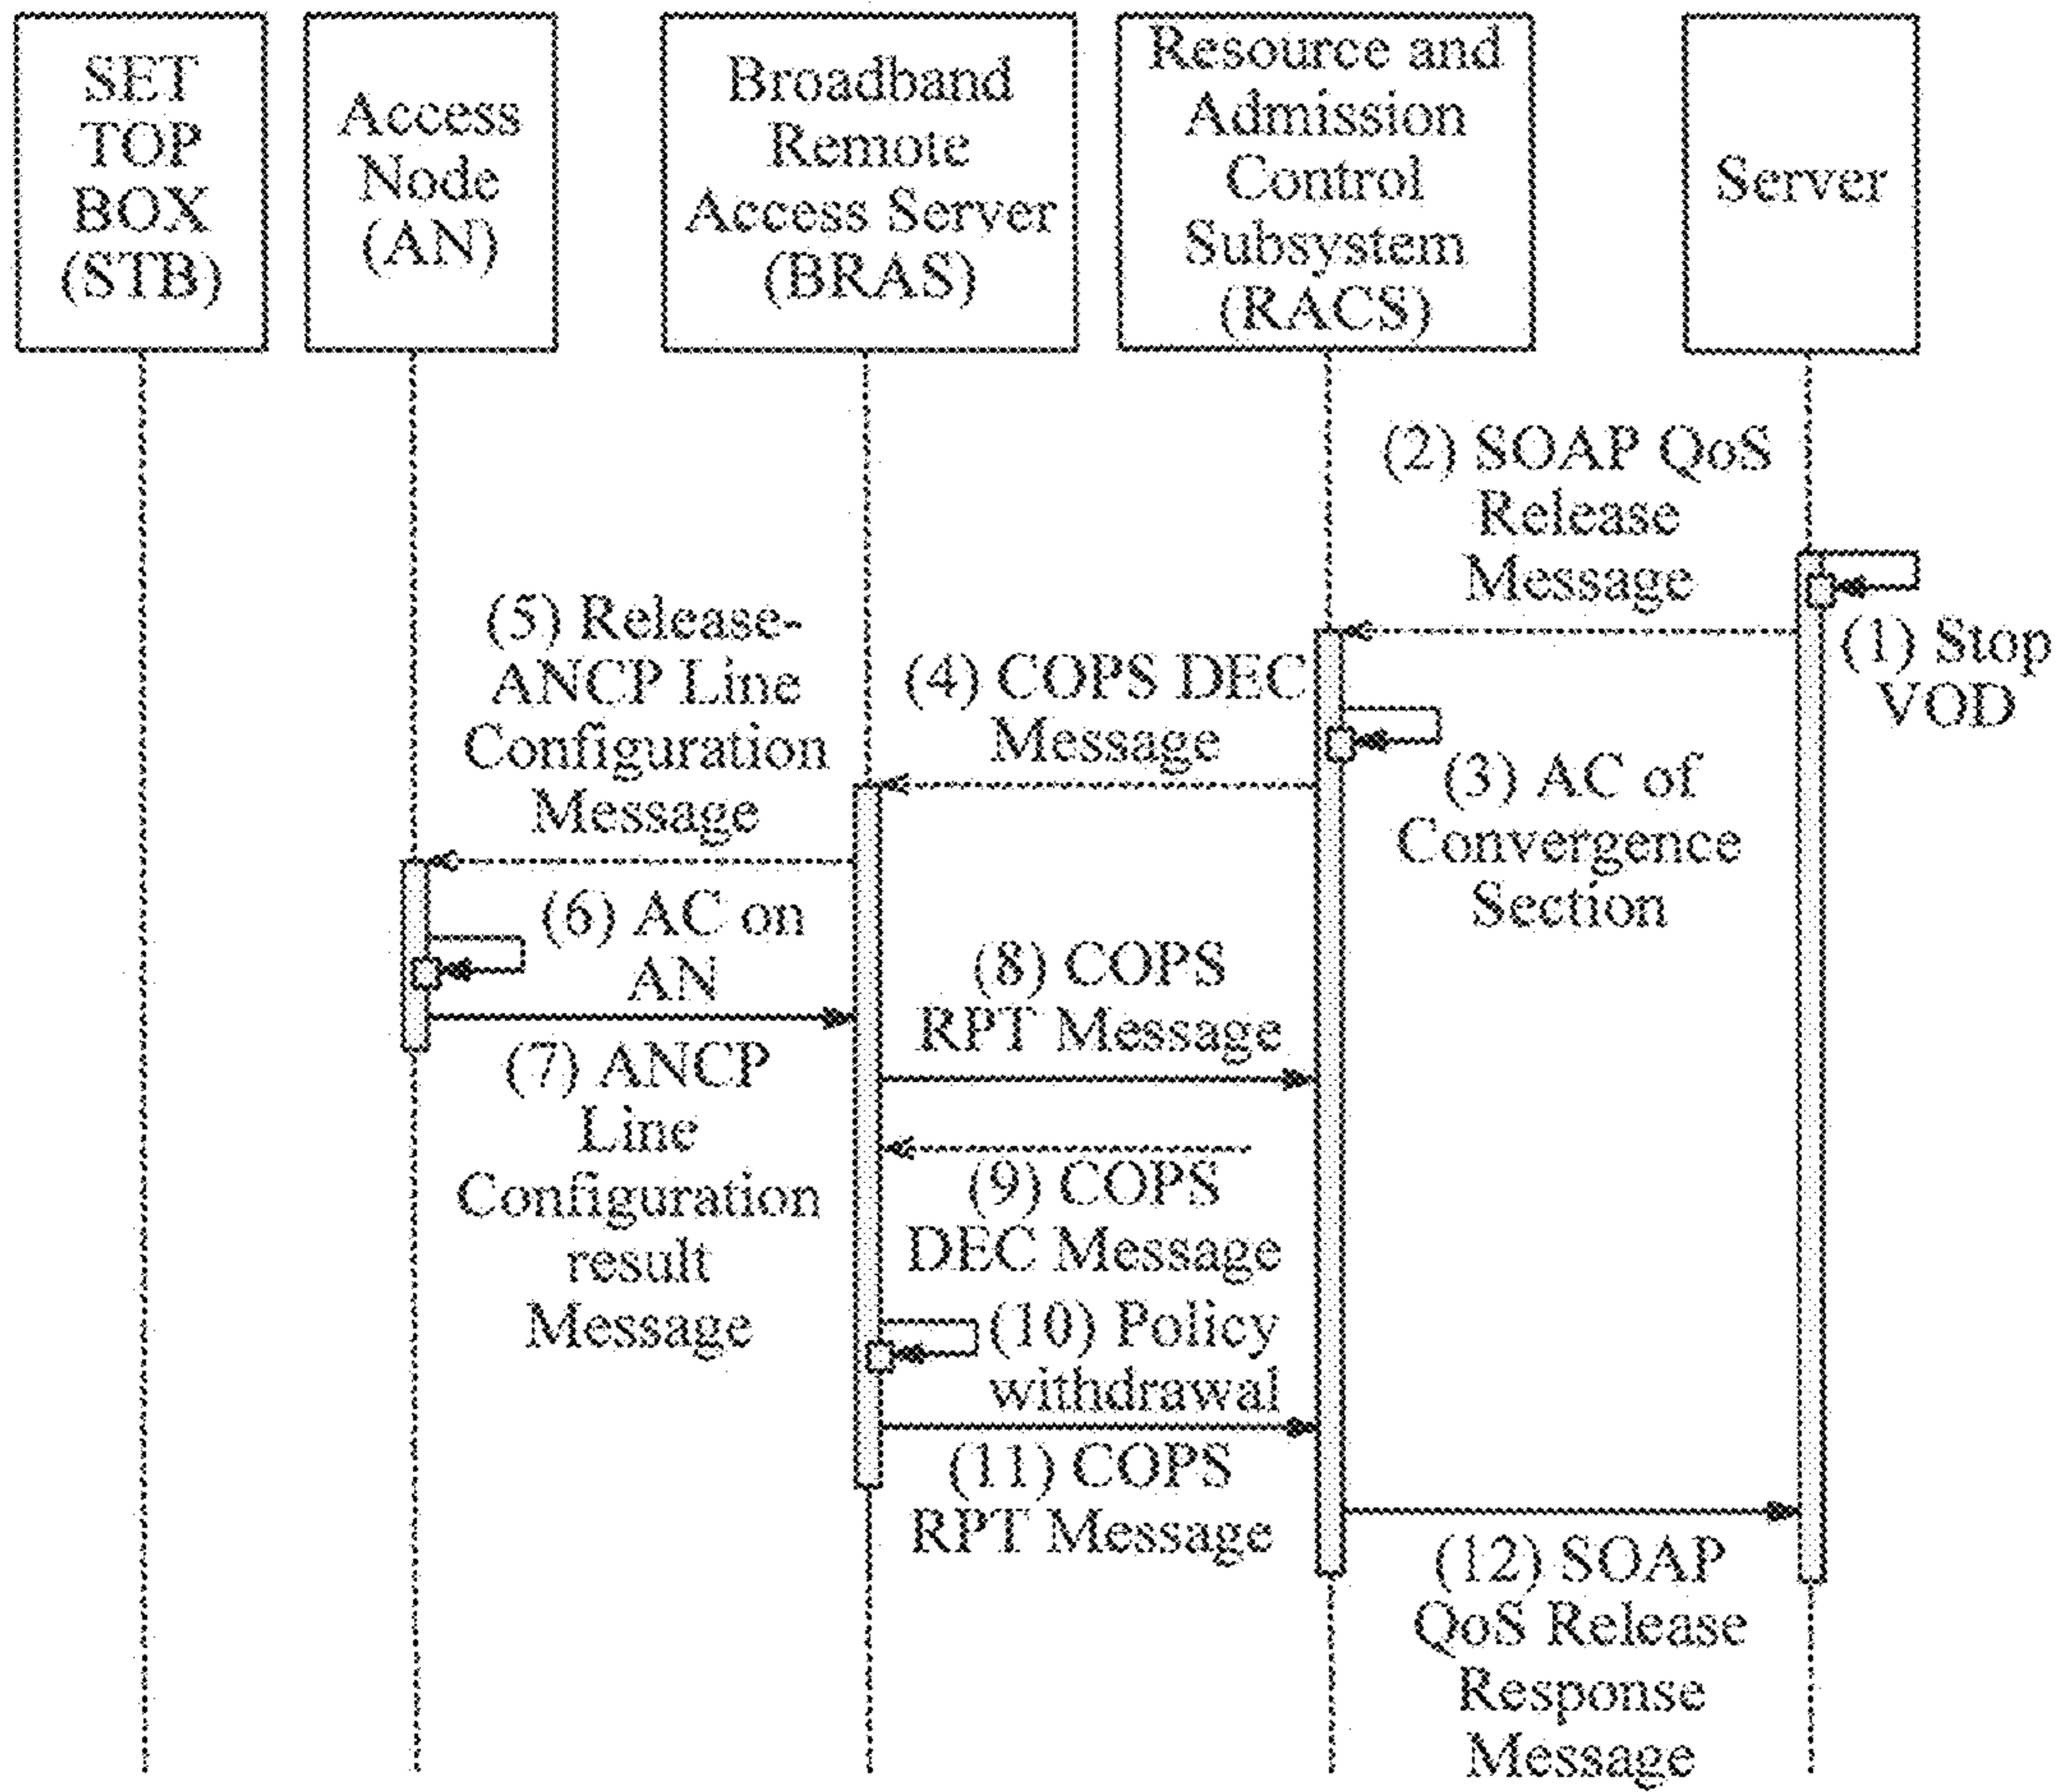 SET
TOP
BOX
(STB)
Access
Node
(AN)
Broadband
Remote
Access Server
(BRAS)
Resource and
Admission
Control
Subsystem
(RACS)
Server
(2) SOAP QoS
Release
Message
(1) Stop
VOD
(5) Release-
ANCP Line
Configuration
Message
(4) COPS DEC
Message
(3) AC of
Convergence
Section
(6) AC on
AN
(8) COPS
RPT Message
(7) ANCP
Line
Configuration
result
Message
(9) COPS
DEC Message
(10) Policy
withdrawal
(11) COPS
RPT Message
(12) SOAP
QoS Release
Response
Message